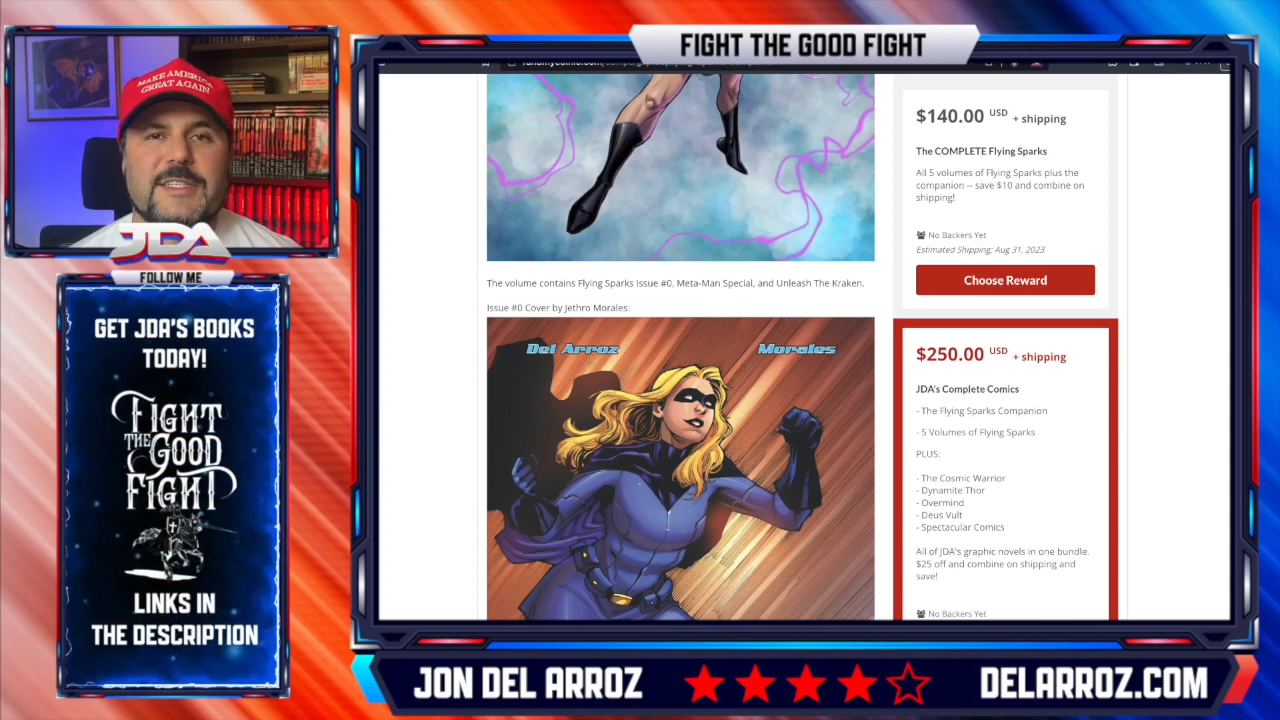 FIGHT THE GOOD FIGHT
MAKE AMERICA
GREAT AGAIN
JDA
FOLLOW ME
GET JDA'S BOOKS
TODAY!
FIGHT
THE GOOD
FIGHT
LINKS IN
THE DESCRIPTION
The volume contains Flying Sparks Issue #0, Meta-Man Special, and Unleash The Kraken.
Issue #0 Cover by Jethro Morales:
Del Arroz
Morales
$140.00 USD + shipping
The COMPLETE Flying Sparks
All 5 volumes of Flying Sparks plus the
companion -- save $10 and combine on
shipping!
No Backers Yet
Estimated Shipping: Aug 31, 2023
Choose Reward
$250.00 USD + shipping
JDA's Complete Comics
- The Flying Sparks Companion
- 5 Volumes of Flying Sparks
PLUS:
- The Cosmic Warrior
- Dynamite Thor
- Overmind
- Deus Vult
- Spectacular Comics
All of JDA's graphic novels in one bundle.
$25 off and combine on shipping and
save!
No Backers Yet
JON DEL ARROZ
DELARROZ.COM